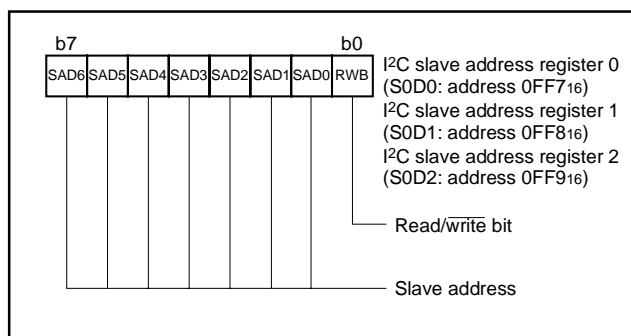 b7 b0
SAD6 SAD5 SAD4 SAD3 SAD2 SAD1 SAD0 RWB
I²C slave address register 0
(S0D0: address 0FF7₁₆)
I²C slave address register 1
(S0D1: address 0FF8₁₆)
I²C slave address register 2
(S0D2: address 0FF9₁₆)
Read/w̅r̅i̅t̅e̅ bit
Slave address